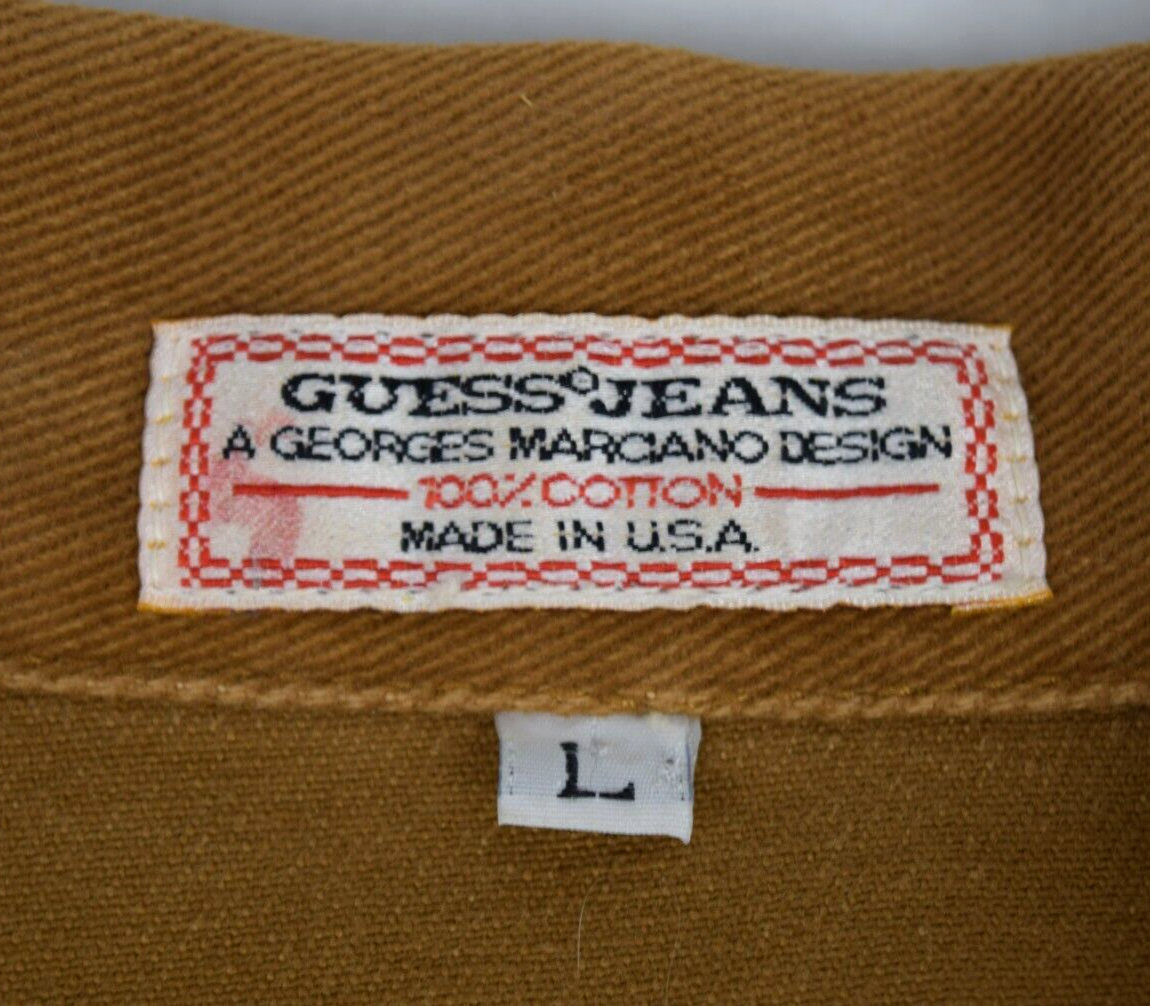 GUESS© JEANS
A GEORGES MARCIANO DESIGN
100% COTTON
MADE IN U.S.A.
L